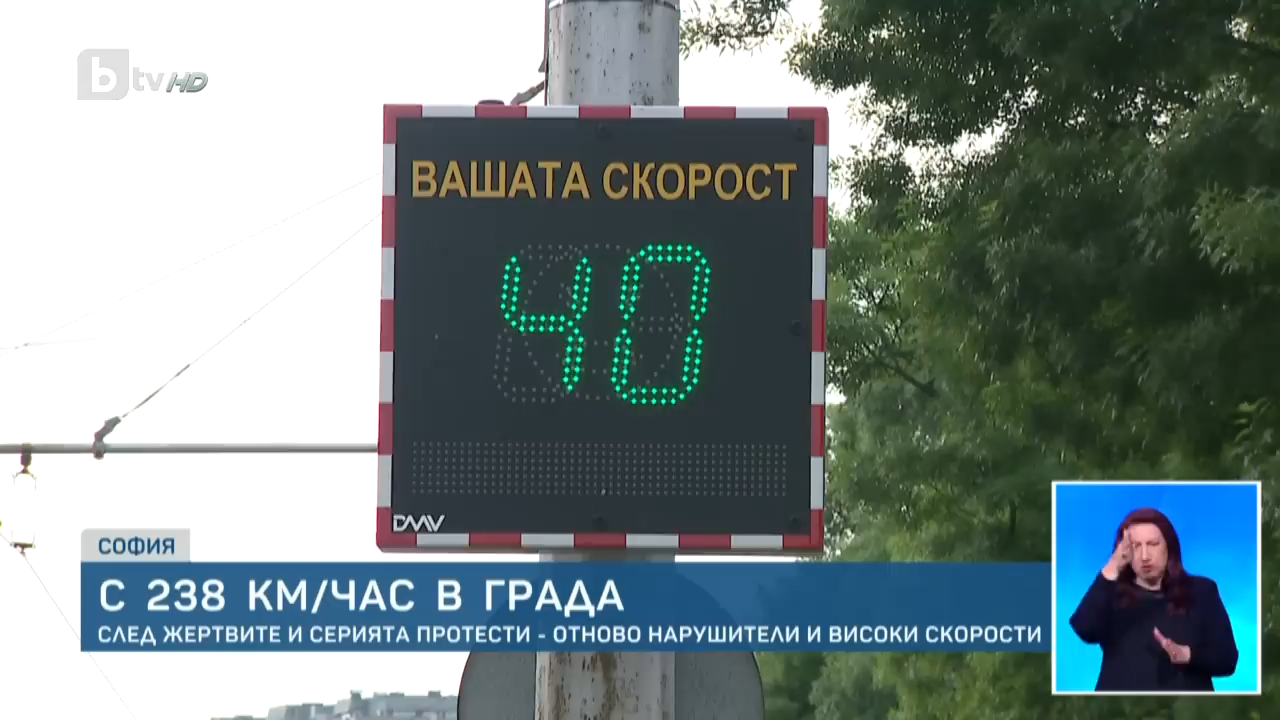 btv HD
ВАШАТА СКОРОСТ
40
DMV
СОФИЯ
С 238 КМ/ЧАС В ГРАДА
СЛЕД ЖЕРТВИТЕ И СЕРИЯТА ПРОТЕСТИ - ОТНОВО НАРУШИТЕЛИ И ВИСОКИ СКОРОСТИ